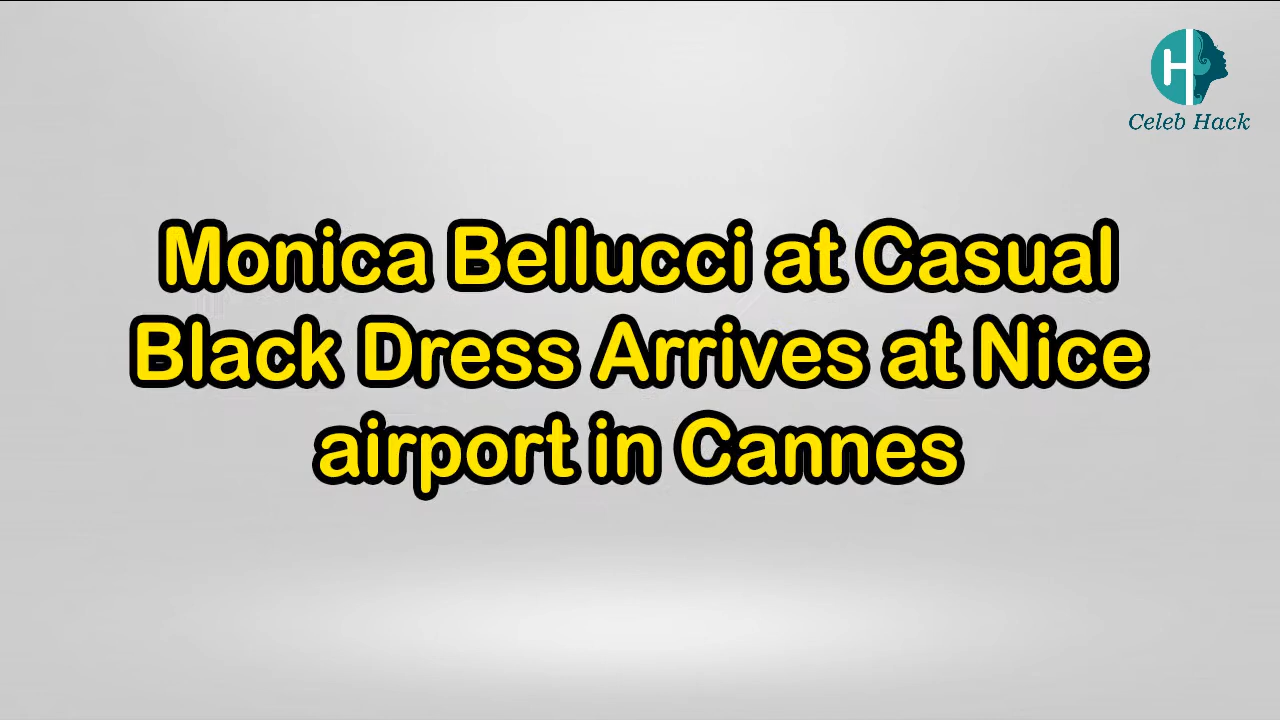 H
Celeb Hack
Monica Bellucci at Casual
Black Dress Arrives at Nice
airport in Cannes